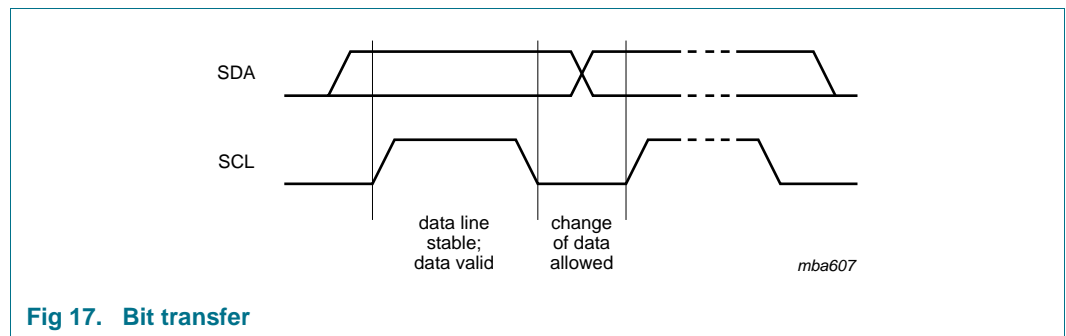 SDA
SCL
data line
stable;
data valid
change
of data
allowed
mba607
Fig 17. Bit transfer